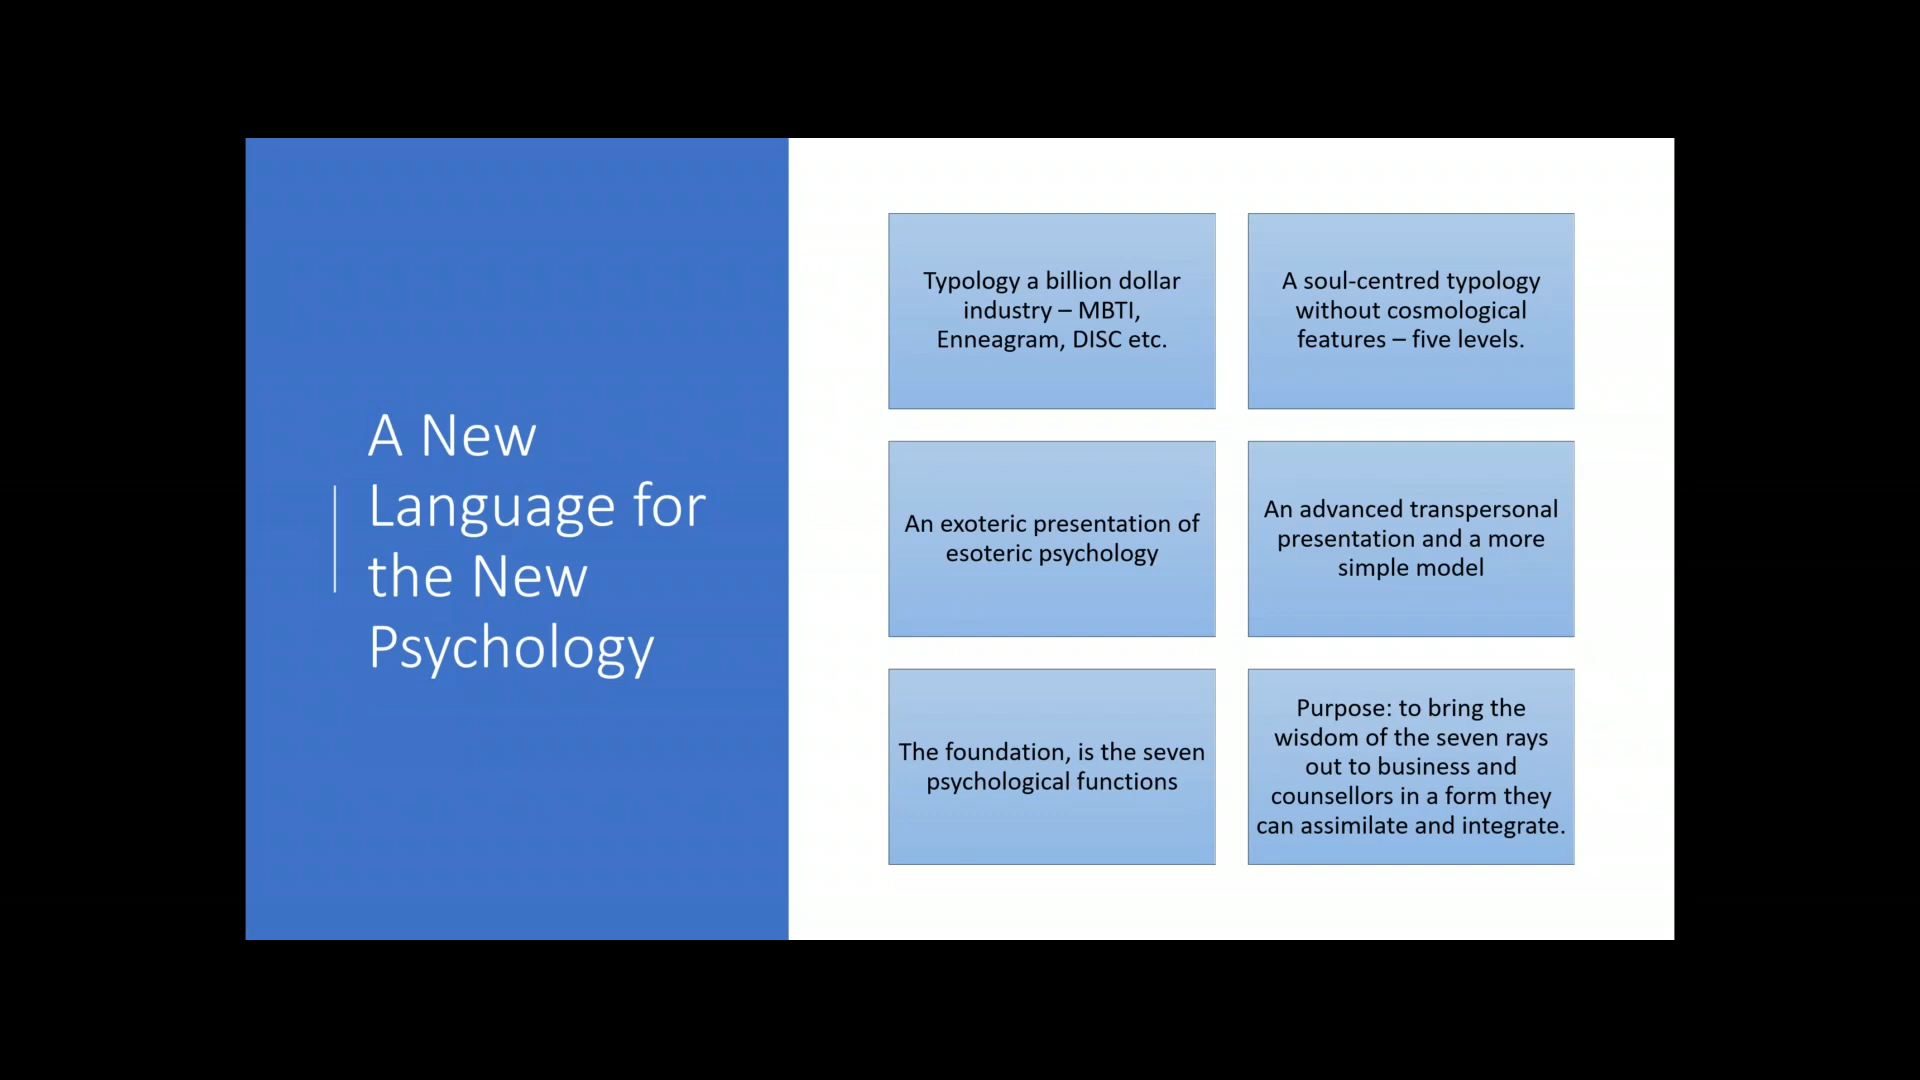 A New
Language for
the New
Psychology
Typology a billion dollar
industry – MBTI,
Enneagram, DISC etc.
A soul-centred typology
without cosmological
features – five levels.
An exoteric presentation of
esoteric psychology
An advanced transpersonal
presentation and a more
simple model
The foundation, is the seven
psychological functions
Purpose: to bring the
wisdom of the seven rays
out to business and
counsellors in a form they
can assimilate and integrate.